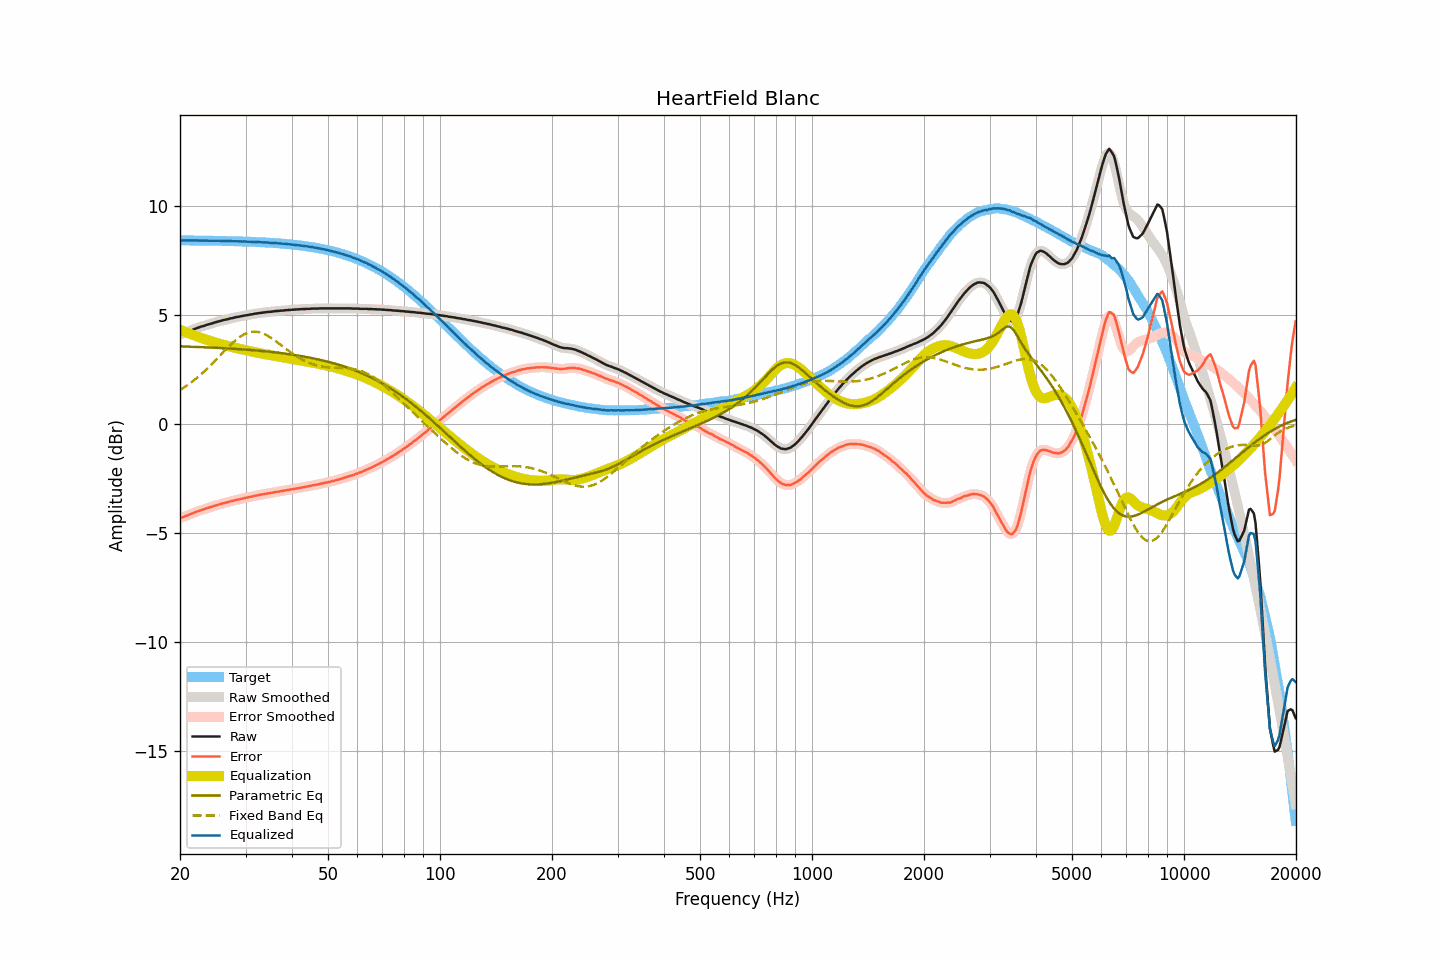 HeartField Blanc
Amplitude (dBr)
10
5
0
−5
−10
−15
Target
Raw Smoothed
Error Smoothed
Raw
Error
Equalization
Parametric Eq
Fixed Band Eq
Equalized
20 50 100 200 500 1000 2000 5000 10000 20000
Frequency (Hz)